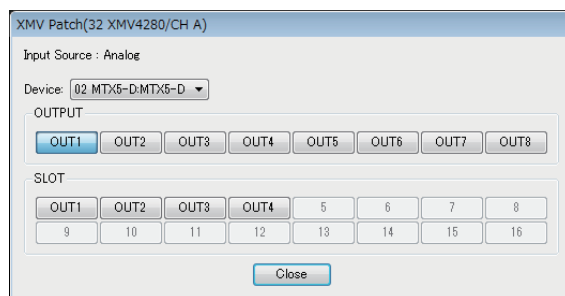 XMV Patch(32 XMV4280/CH A)
Input Source : Analog
Device: 02 MTX5-D:MTX5-D
OUTPUT
OUT1 OUT2 OUT3 OUT4 OUT5 OUT6 OUT7 OUT8
SLOT
OUT1 OUT2 OUT3 OUT4 5 6 7 8
9 10 11 12 13 14 15 16
Close